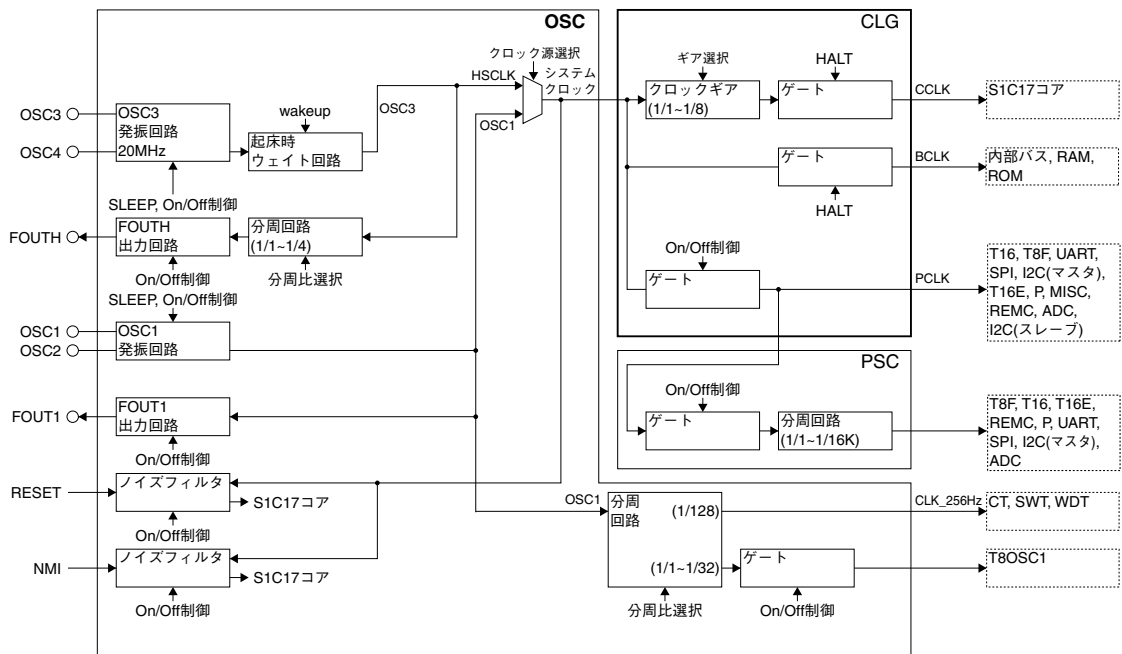 OSC
CLG
クロック源選択
HSCLK
システム
クロック
OSC1
ギア選択
クロックギア
(1/1~1/8)
HALT
ゲート
CCLK
S1C17コア
OSC3
OSC4
OSC3
発振回路
20MHz
wakeup
起床時
ウェイト回路
OSC3
SLEEP, On/Off制御
ゲート
HALT
BCLK
内部バス, RAM,
ROM
FOUTH
FOUTH
出力回路
On/Off制御
分周回路
(1/1~1/4)
分周比選択
On/Off制御
ゲート
PCLK
T16, T8F, UART,
SPI, I2C(マスタ),
T16E, P, MISC,
REMC, ADC,
I2C(スレーブ)
SLEEP, On/Off制御
OSC1
OSC2
OSC1
発振回路
PSC
On/Off制御
ゲート
分周回路
(1/1~1/16K)
T8F, T16, T16E,
REMC, P, UART,
SPI, I2C(マスタ),
ADC
FOUT1
FOUT1
出力回路
On/Off制御
RESET
ノイズフィルタ
S1C17コア
On/Off制御
OSC1
分周
回路
(1/128)
(1/1~1/32)
分周比選択
CLK_256Hz
CT, SWT, WDT
NMI
ノイズフィルタ
S1C17コア
On/Off制御
ゲート
On/Off制御
T8OSC1